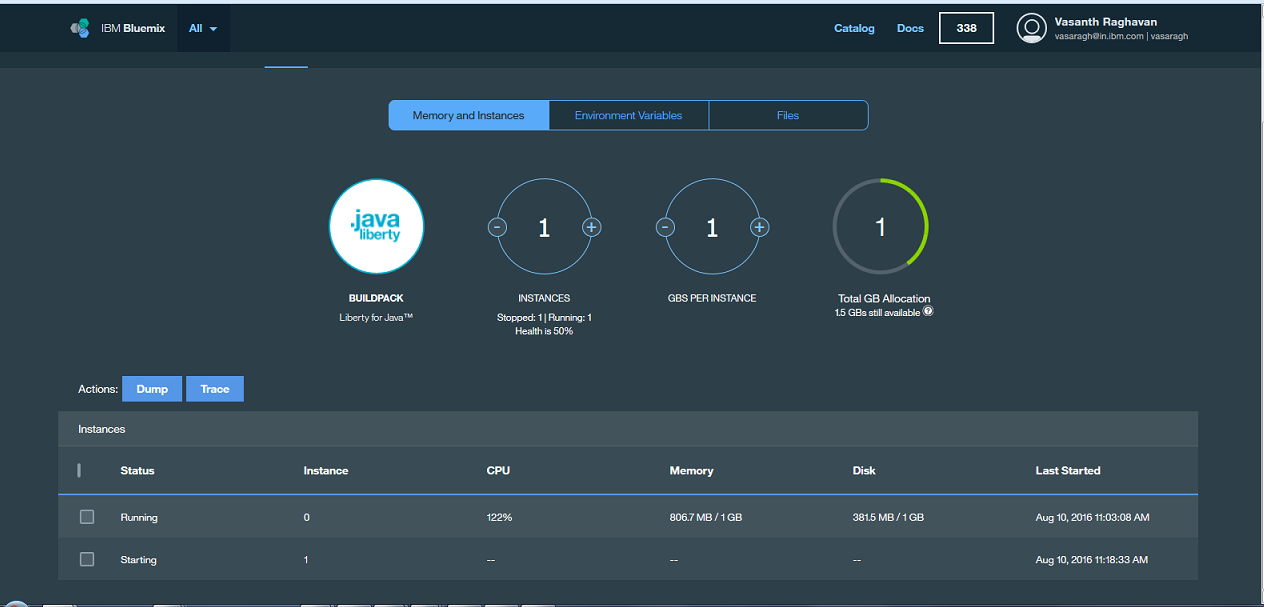 IBM Bluemix All Catalog Docs 338 Vasanth Raghavan
vasaragh@in.ibm.com | vasaragh
Memory and Instances Environment Variables Files
java
liberty
- 1 + - 1 + 1
BUILDPACK INSTANCES GBS PER INSTANCE Total GB Allocation
Liberty for Java™ Stopped: 1 | Running: 1 1.5 GBs still available ?
Health is 50%
Actions: Dump Trace
Instances
Status Instance CPU Memory Disk Last Started
Running 0 122% 806.7 MB / 1 GB 381.5 MB / 1 GB Aug 10, 2016 11:03:08 AM
Starting 1 -- -- -- Aug 10, 2016 11:18:33 AM